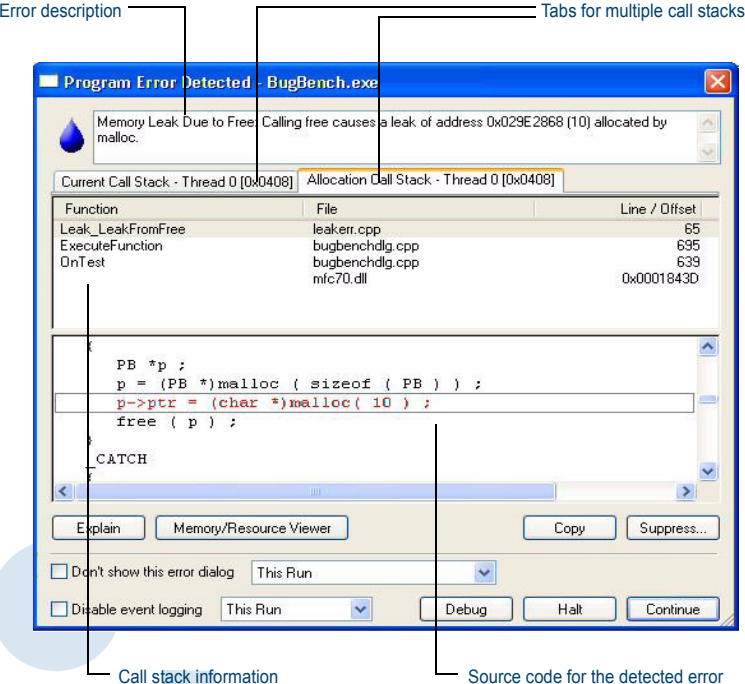 Error description
Tabs for multiple call stacks
Program Error Detected - BugBench.exe
Memory Leak Due to Free: Calling free causes a leak of address 0x029E2868 (10) allocated by
malloc.
Current Call Stack - Thread 0 [0x0408]
Allocation Call Stack - Thread 0 [0x0408]
Function File Line / Offset
Leak_LeakFromFree leakerr.cpp 65
ExecuteFunction bugbenchdlg.cpp 695
OnTest bugbenchdlg.cpp 639
mfc70.dll 0x0001843D
{
PB *p ;
p = (PB *)malloc ( sizeof ( PB ) ) ;
p->ptr = (char *)malloc( 10 ) ;
free ( p ) ;
}
_CATCH
{
Explain Memory/Resource Viewer Copy Suppress...
Don't show this error dialog This Run
Disable event logging This Run Debug Halt Continue
Call stack information
Source code for the detected error